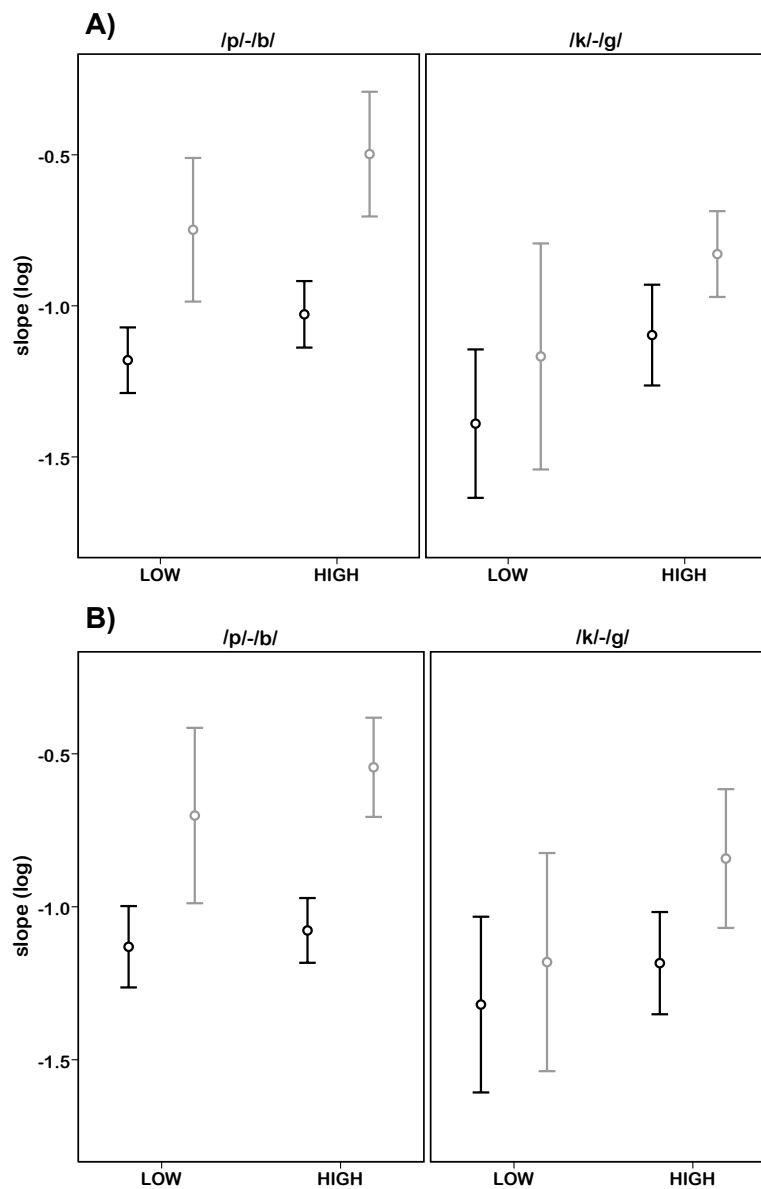 A)
/p/-/b/ /k/-/g/
-0.5
-1.0
-1.5
slope (log)
LOW HIGH LOW HIGH
B)
/p/-/b/ /k/-/g/
-0.5
-1.0
-1.5
slope (log)
LOW HIGH LOW HIGH